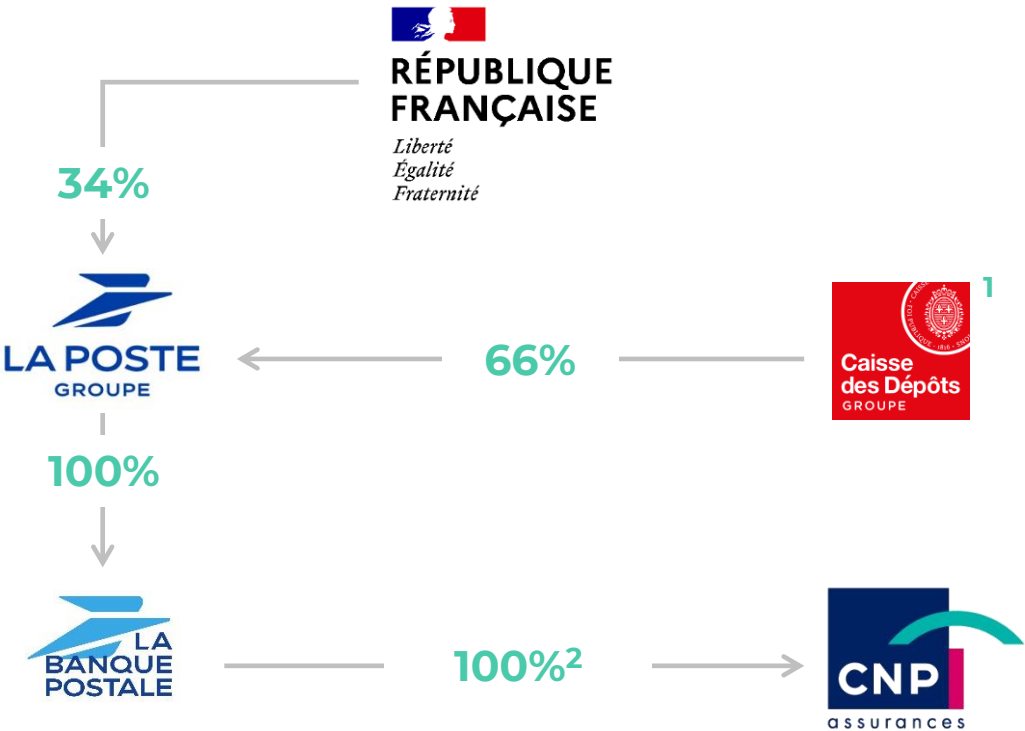 RÉPUBLIQUE
FRANÇAISE
Liberté
Égalité
Fraternité
34%
LA POSTE
GROUPE
66%
1
Caisse
des Dépôts
GROUPE
100%
LA
BANQUE
POSTALE
100%²
CNP
assurances